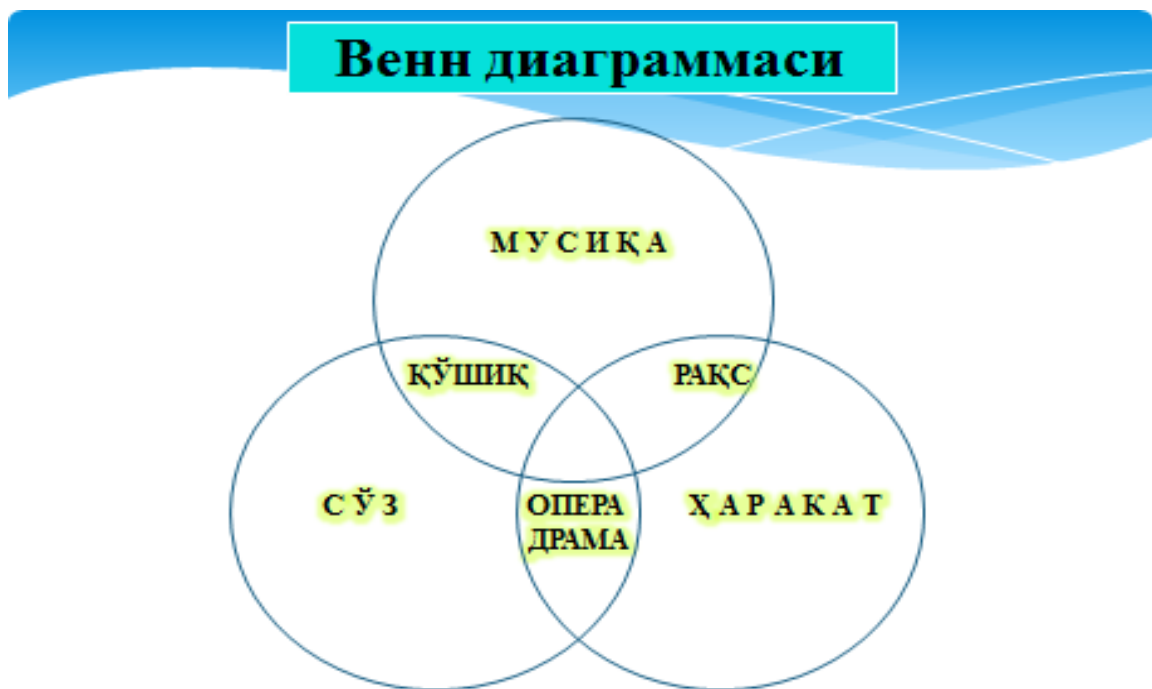 Венн диаграммаси
М У С И Қ А
ҚЎШИҚ
РАҚС
С Ў З
ОПЕРА
ДРАМА
Ҳ А Р А К А Т